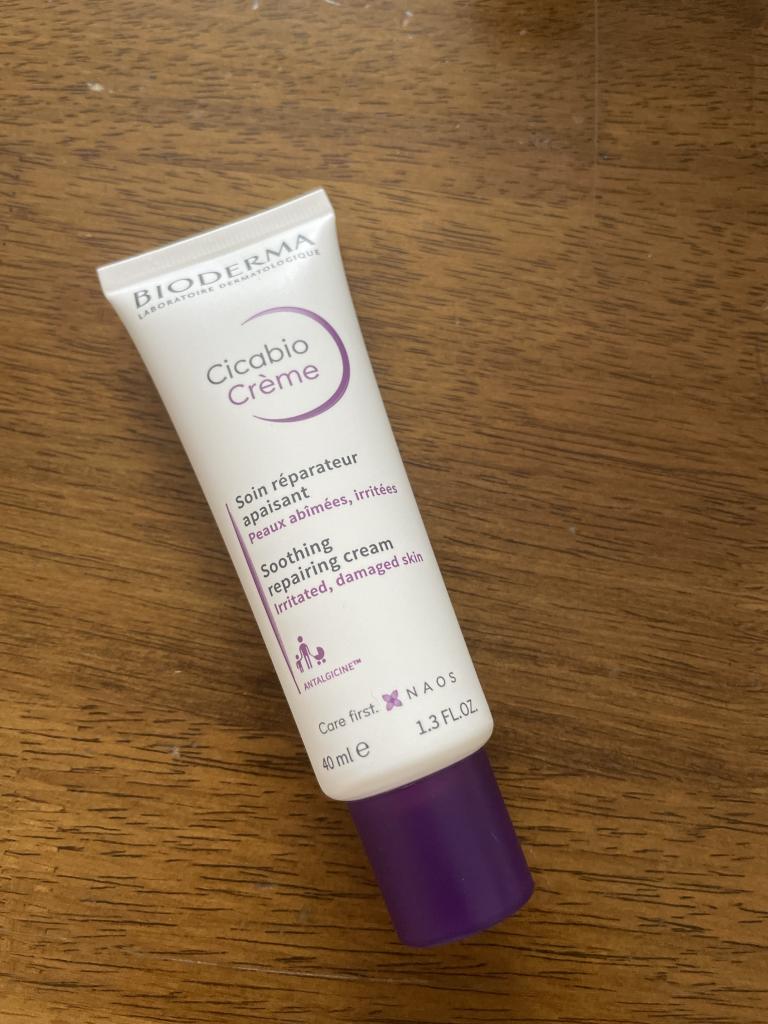 BIODERMA
LABORATOIRE DERMATOLOGIQUE
Cicabio
Crème
Soin réparateur
apaisant
Peaux abîmées, irritées
Soothing
repairing cream
Irritated, damaged skin
ANTALGICINE™
Care first. NAOS
40 ml e 1.3 FL.OZ.